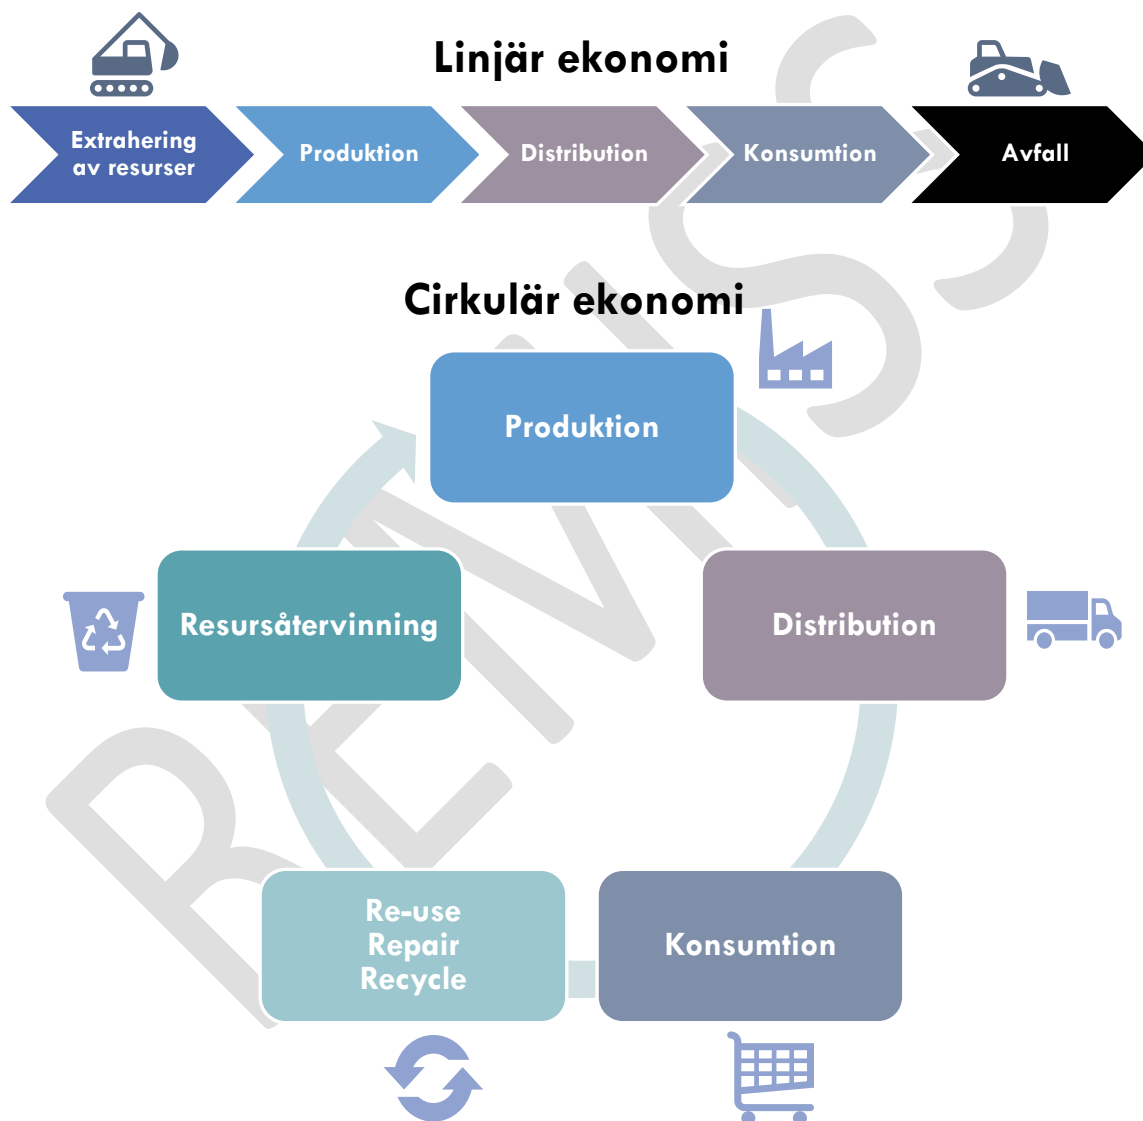 Linjär ekonomi
Extrahering
av resurser
Produktion
Distribution
Konsumtion
Avfall
Cirkulär ekonomi
Produktion
Distribution
Konsumtion
Re-use
Repair
Recycle
Resursåtervinning
REMISS